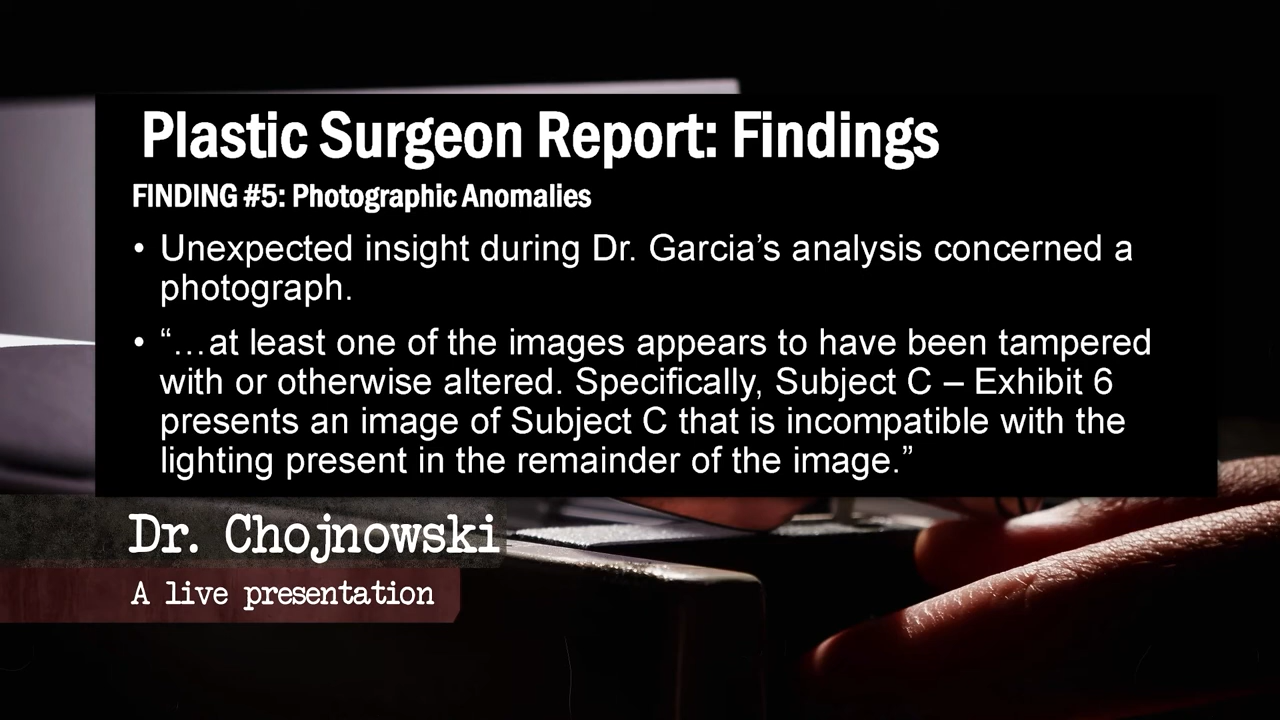 Plastic Surgeon Report: Findings
FINDING #5: Photographic Anomalies
• Unexpected insight during Dr. Garcia’s analysis concerned a
photograph.
• “…at least one of the images appears to have been tampered
with or otherwise altered. Specifically, Subject C – Exhibit 6
presents an image of Subject C that is incompatible with the
lighting present in the remainder of the image.”
Dr. Chojnowski
A live presentation